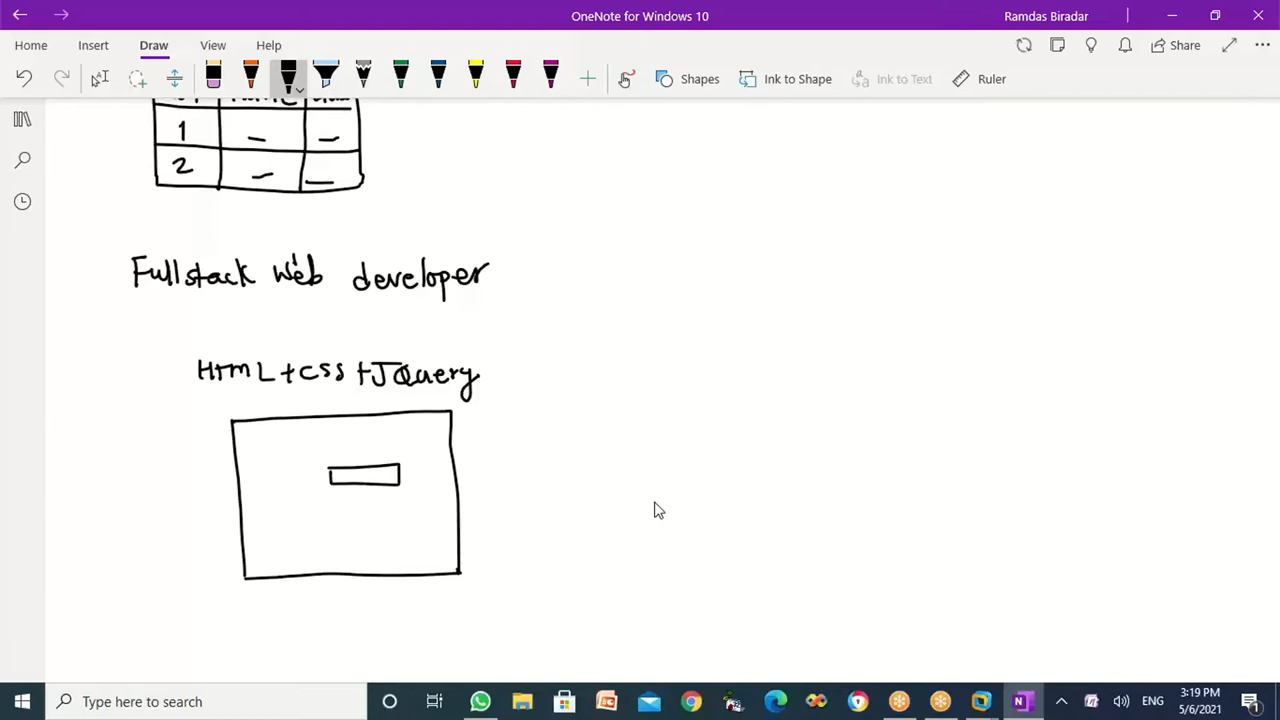 OneNote for Windows 10
Ramdas Biradar
Home Insert Draw View Help
Share
Shapes Ink to Shape Ink to Text Ruler
1 – –
2 – –
Fullstack Web developer
HTML+CSS+JQuery
Type here to search
ENG
3:19 PM
5/6/2021